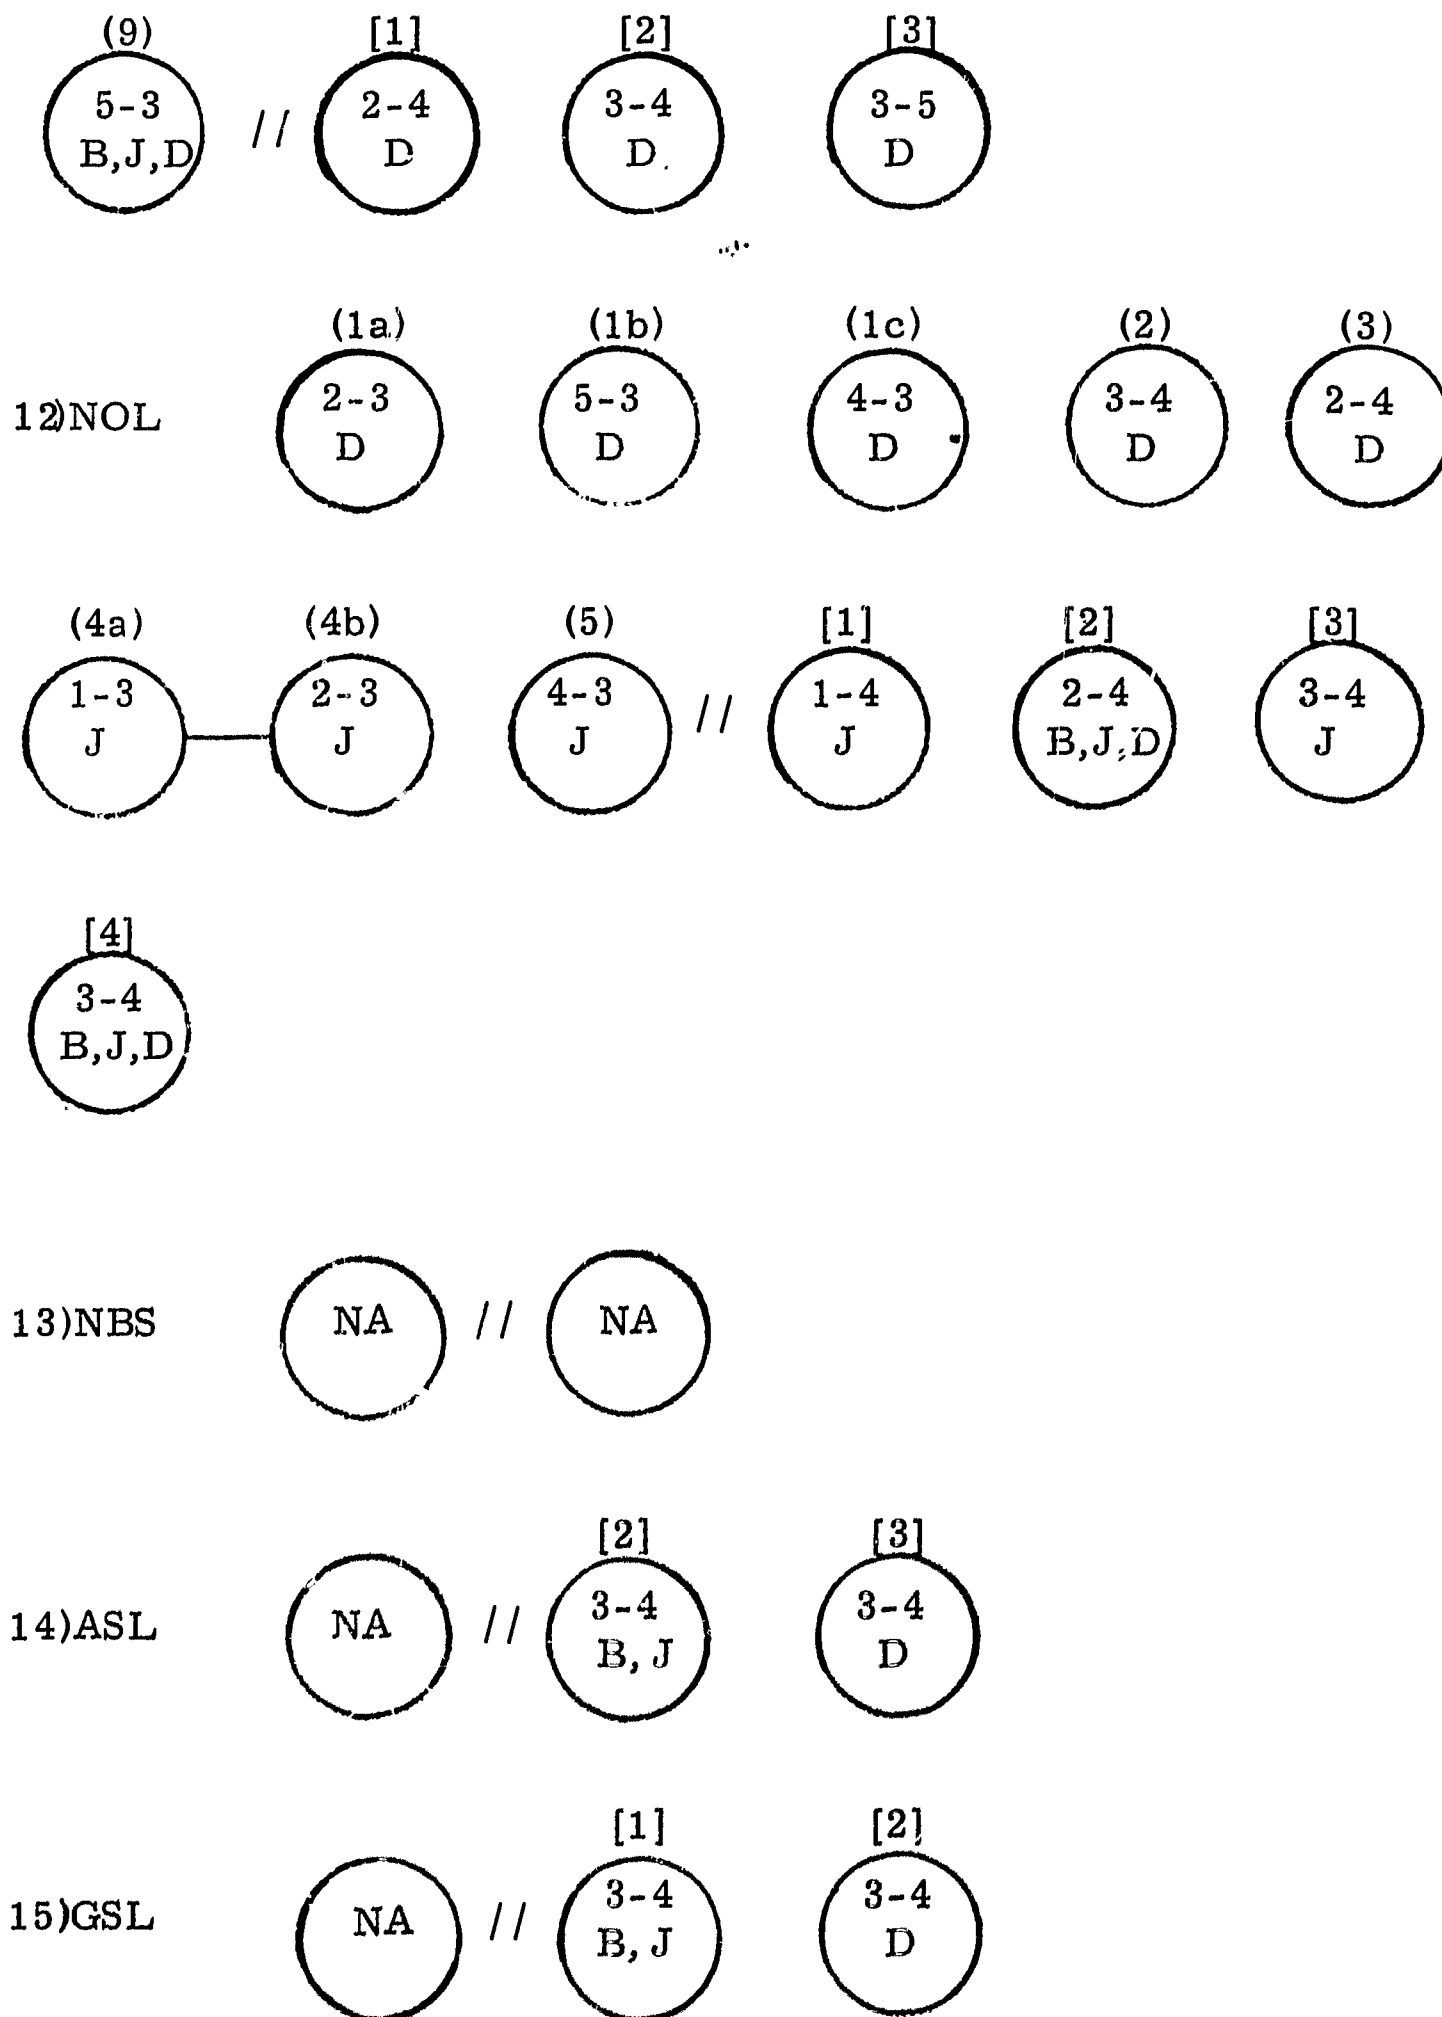 (9) [1] [2] [3]
5-3 2-4 3-4 3-5
B,J,D // D D D
(1a) (1b) (1c) (2) (3)
2-3 5-3 4-3 3-4 2-4
12)NOL D D D D D
(4a) (4b) (5) [1] [2] [3]
1-3 2-3 4-3 // 1-4 2-4 3-4
J J J J B,J,D J
[4]
3-4
B,J,D
13)NBS NA // NA
[2] [3]
3-4 3-4
14)ASL NA // B, J D
[1] [2]
3-4 3-4
15)GSL NA // B, J D